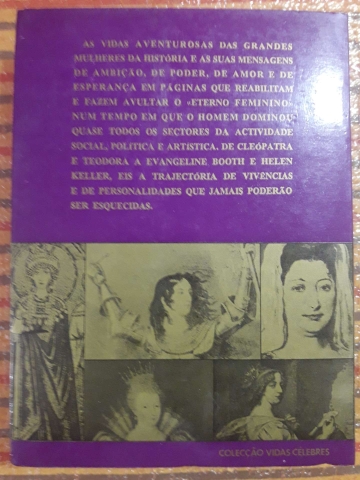 AS VIDAS AVENTUROSAS DAS GRANDES
MULHERES DA HISTÓRIA E AS SUAS MENSAGENS
DE AMBIÇÃO, DE PODER, DE AMOR E DE
ESPERANÇA EM PÁGINAS QUE REABILITAM
E FAZEM AVULTAR O «ETERNO FEMININO»
NUM TEMPO EM QUE O HOMEM DOMINOU
QUASE TODOS OS SECTORES DA ACTIVIDADE
SOCIAL, POLÍTICA E ARTÍSTICA. DE CLEÓPATRA
E TEODORA A EVANGELINE BOOTH E HELEN
KELLER, EIS A TRAJECTÓRIA DE VIVÊNCIAS
E DE PERSONALIDADES QUE JAMAIS PODERÃO
SER ESQUECIDAS.
COLECÇÃO VIDAS CÉLEBRES